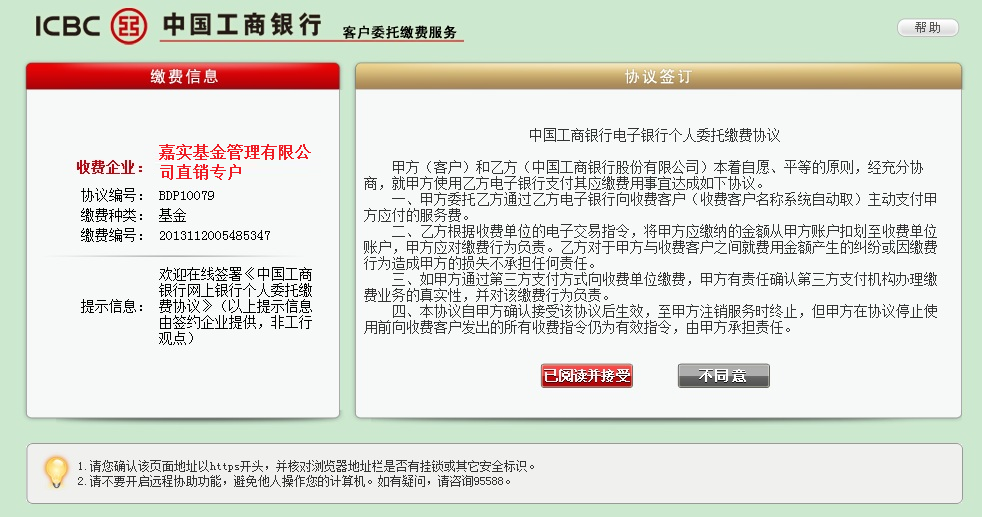 ICBC 中国工商银行 客户委托缴费服务
帮助
缴费信息
收费企业： 嘉实基金管理有限公
司直销专户
协议编号： BDP10079
缴费种类： 基金
缴费编号： 2013112005485347
提示信息： 欢迎在线签署《中国工商
银行网上银行个人委托缴
费协议》（以上提示信息
由签约企业提供，非工行
观点）
协议签订
中国工商银行电子银行个人委托缴费协议
甲方（客户）和乙方（中国工商银行股份有限公司）本着自愿、平等的原则，经充分协
商，就甲方使用乙方电子银行支付其应缴费用事宜达成如下协议。
一、甲方委托乙方通过乙方电子银行向收费客户（收费客户名称系统自动取）主动支付甲
方应付的服务费。
二、乙方根据收费单位的电子交易指令，将甲方应缴纳的金额从甲方账户扣划至收费单位
账户，甲方应对缴费行为负责。乙方对于甲方与收费客户之间就费用金额产生的纠纷或因缴费
行为造成甲方的损失不承担任何责任。
三、如甲方通过第三方支付方式向收费单位缴费，甲方有责任确认第三方支付机构办理缴
费业务的真实性，并对该缴费行为负责。
四、本协议自甲方确认接受该协议后生效，至甲方注销服务时终止，但甲方在协议停止使
用前向收费客户发出的所有收费指令仍为有效指令，由甲方承担责任。
已阅读并接受 不同意
1.请您确认该页面地址以https开头，并核对浏览器地址栏是否有挂锁或其它安全标识。
2.请不要开启远程协助功能，避免他人操作您的计算机。如有疑问，请咨询95588。